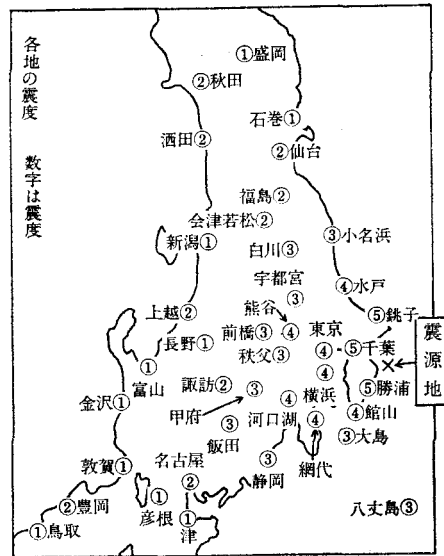 各地の震度
数字は震度
①盛岡
②秋田
石巻①
酒田②
②仙台
福島②
会津若松②
新潟①
③小名浜
白川③
宇都宮
③
④水戸
熊谷
上越②
⑤銚子
前橋③④
東京
④
⑤千葉
長野①
秩父③
④
震源地
①
富山
諏訪②
③
甲府
⑤勝浦
金沢①
④
河口湖
横浜
④
④
館山
③
飯田
③大島
網代
③
静岡
敦賀①
名古屋
②
②豊岡
①
彦根
八丈島③
①鳥取
①
津